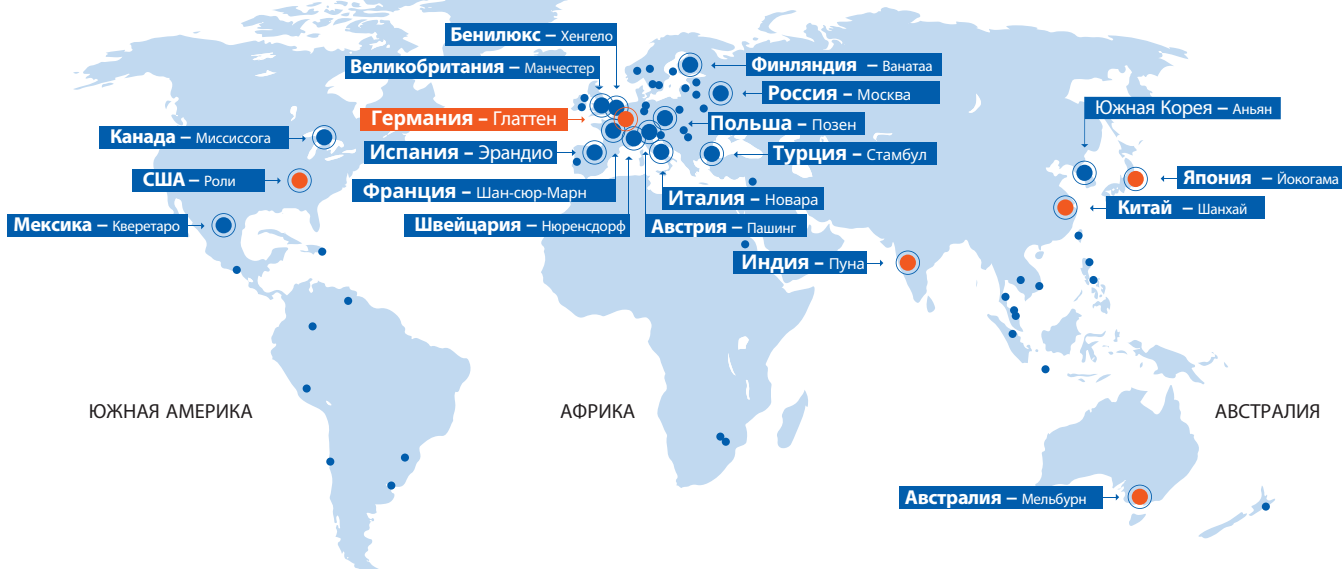 Бенилюкс – Хенгело
Великобритания – Манчестер
Финляндия – Ванатаа
Россия – Москва
Германия – Глаттен
Польша – Позен
Южная Корея – Аньян
Канада – Миссиссога
Испания – Эрандио
Турция – Стамбул
США – Роли
Франция – Шан-сюр-Марн
Италия – Новара
Япония – Йокогама
Китай – Шанхай
Мексика – Кверетаро
Швейцария – Нюренсдорф
Австрия – Пашинг
Индия – Пуна
ЮЖНАЯ АМЕРИКА
АФРИКА
АВСТРАЛИЯ
Австралия – Мельбурн